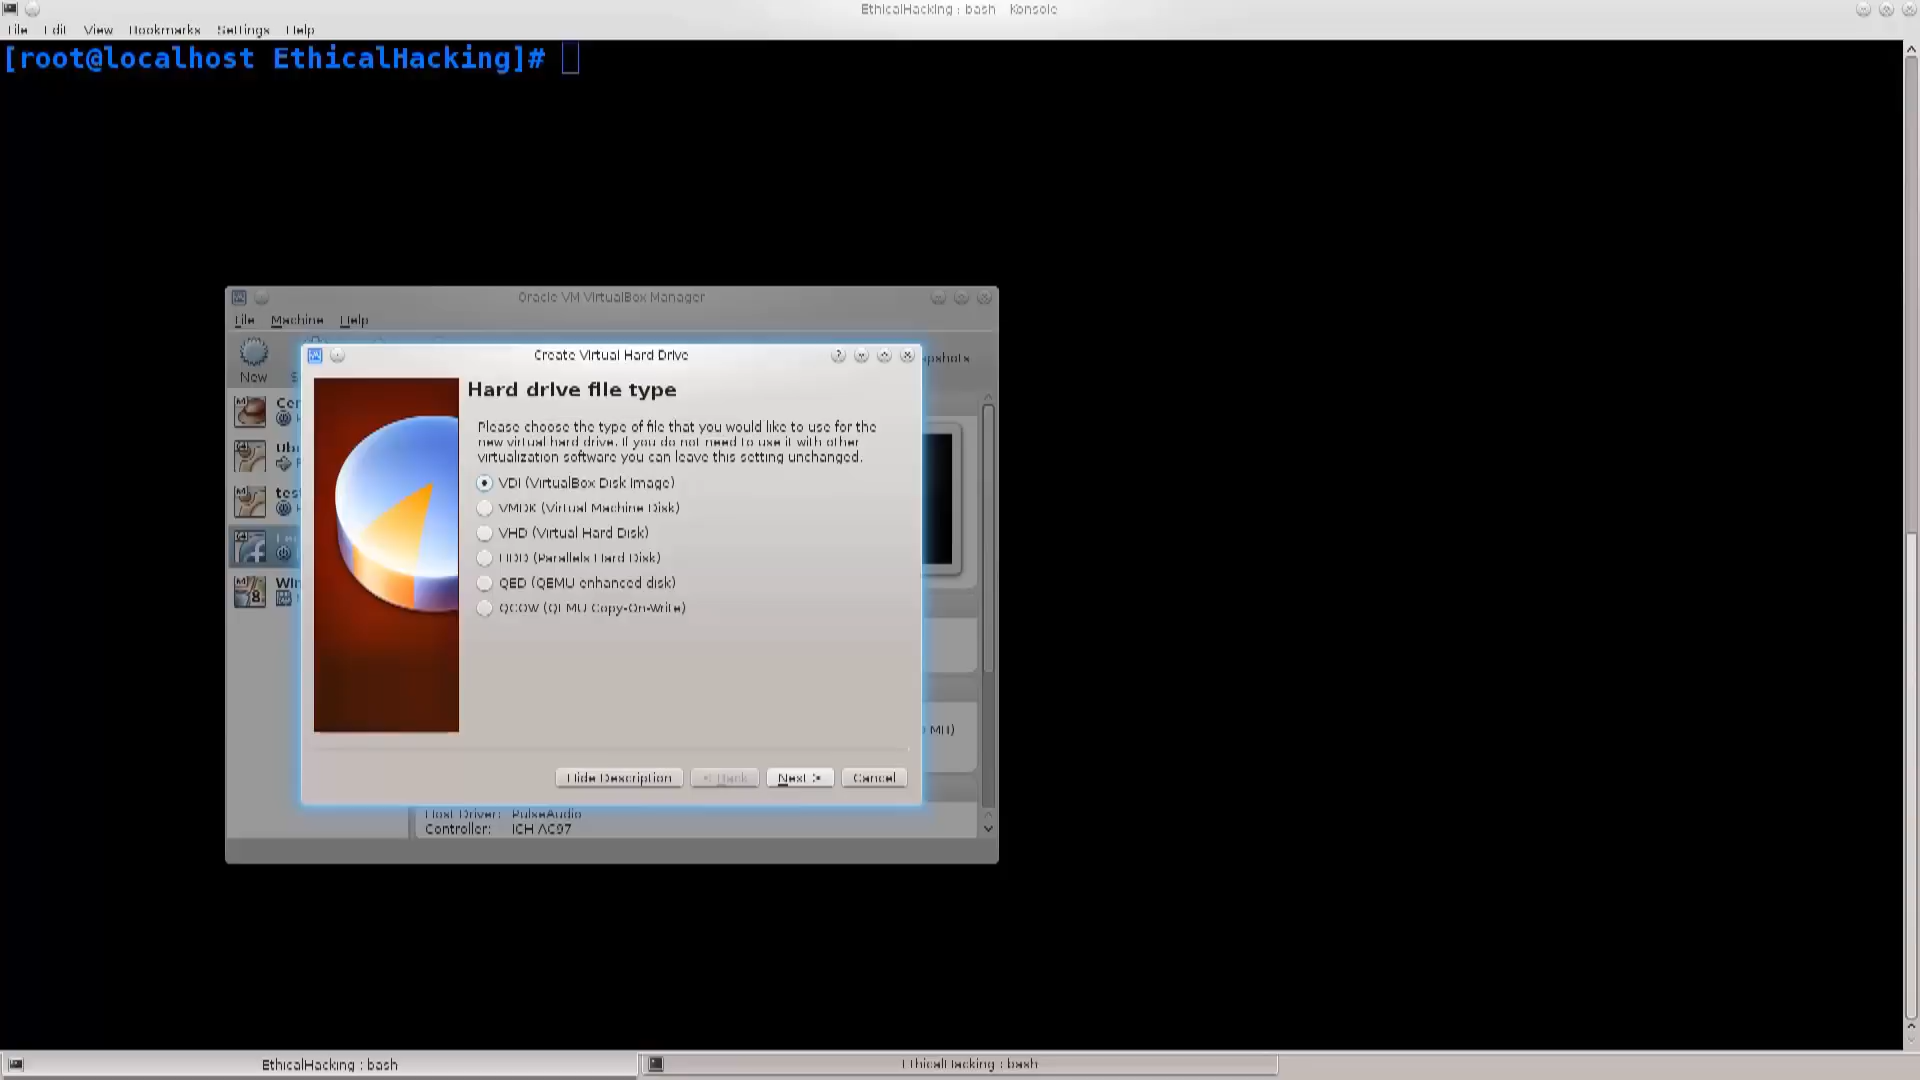 EthicalHacking : bash Konsole
File Edit View Bookmarks Settings Help
[root@localhost EthicalHacking]#
Oracle VM VirtualBox Manager
File Machine Help
New
Create Virtual Hard Drive
Hard drive file type
Please choose the type of file that you would like to use for the
new virtual hard drive. If you do not need to use it with other
virtualization software you can leave this setting unchanged.
VDI (VirtualBox Disk Image)
VMDK (Virtual Machine Disk)
VHD (Virtual Hard Disk)
HDD (Parallels Hard Disk)
QED (QEMU enhanced disk)
QCOW (QEMU Copy-On-Write)
Hide Description
< Back
Next >
Cancel
Host Driver: PulseAudio
Controller: ICH AC97
EthicalHacking : bash
EthicalHacking : bash